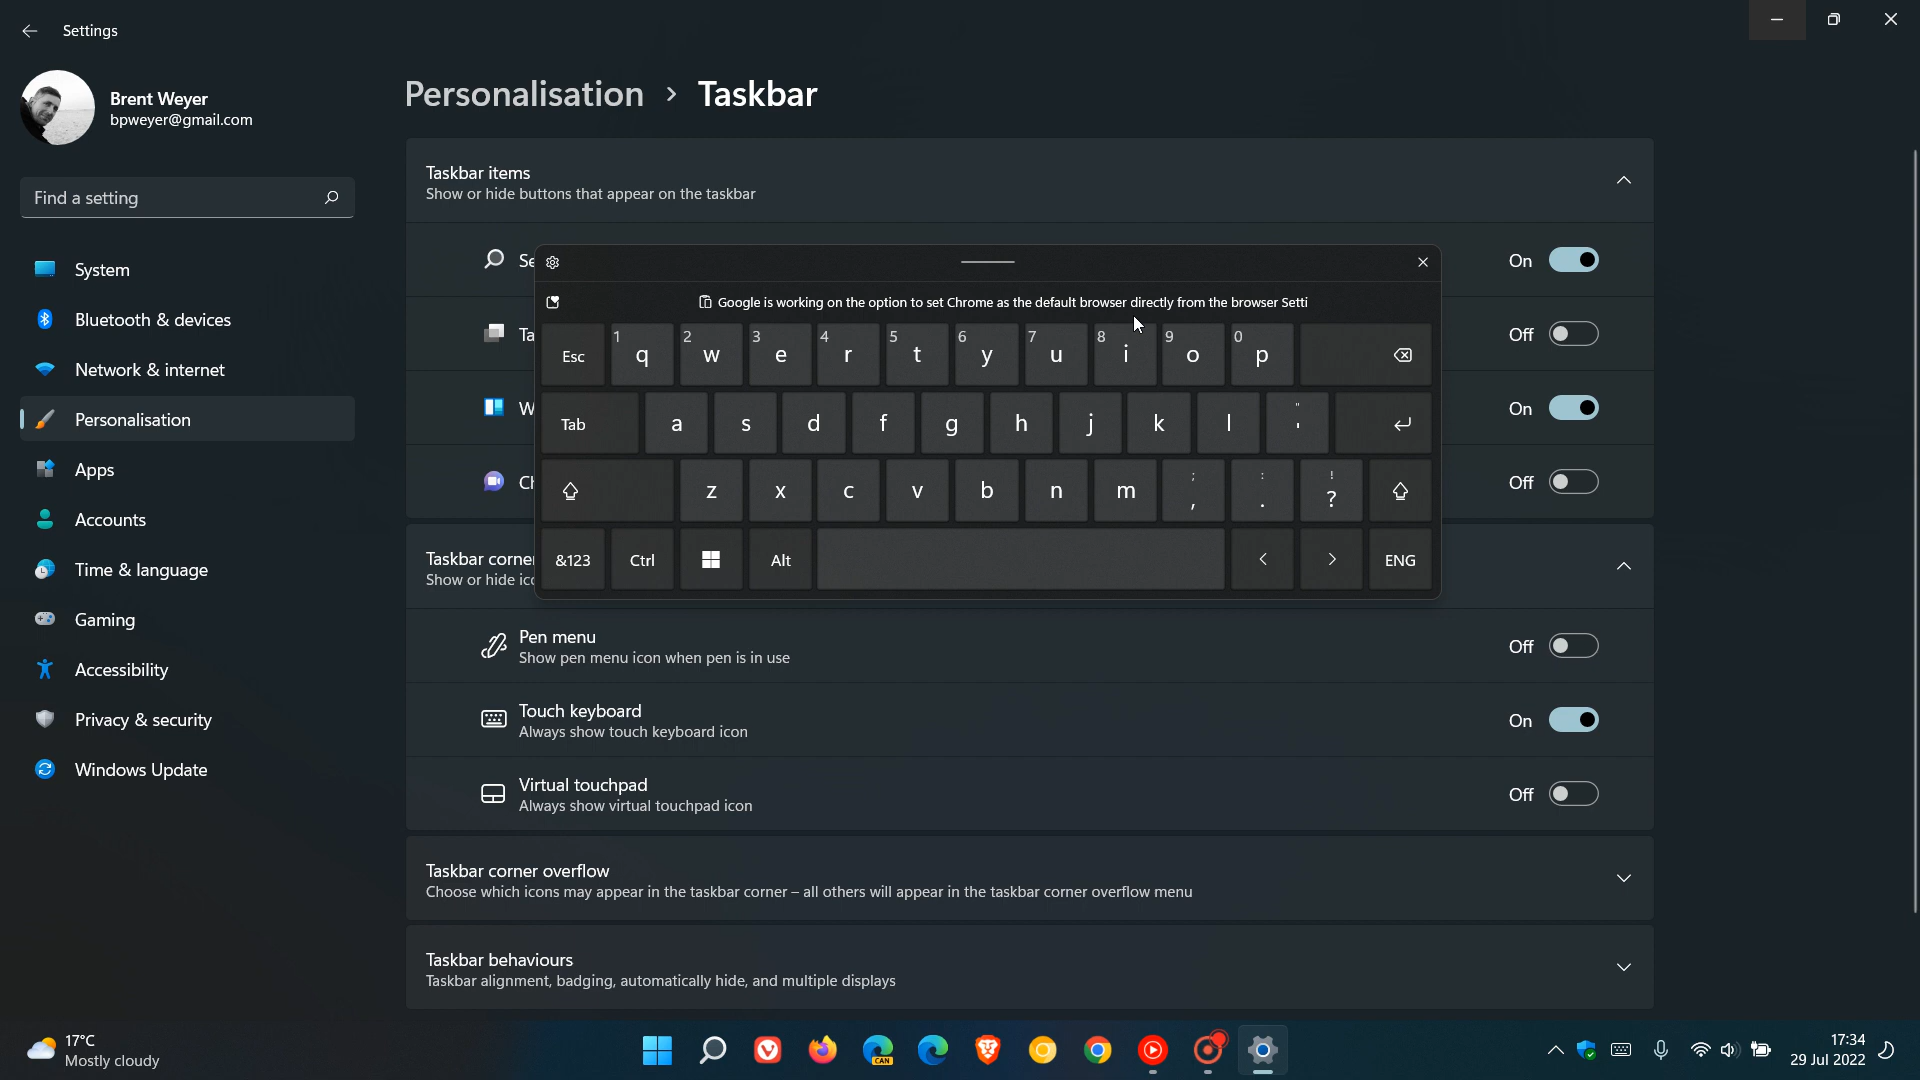 Settings
Brent Weyer
bpweyer@gmail.com
Find a setting
System
Bluetooth & devices
Network & internet
Personalisation
Apps
Accounts
Time & language
Gaming
Accessibility
Privacy & security
Windows Update
Personalisation > Taskbar
Taskbar items
Show or hide buttons that appear on the taskbar
Se
On
Ta
Off
W
On
Ch
Off
Google is working on the option to set Chrome as the default browser directly from the browser Setti
1 2 3 4 5 6 7 8 9 0
Esc q w e r t y u i o p
Tab a s d f g h j k l " '
z x c v b n m ; , : . ! ?
&123 Ctrl Alt < > ENG
Taskbar corne
Show or hide ico
Pen menu
Show pen menu icon when pen is in use
Off
Touch keyboard
Always show touch keyboard icon
On
Virtual touchpad
Always show virtual touchpad icon
Off
Taskbar corner overflow
Choose which icons may appear in the taskbar corner – all others will appear in the taskbar corner overflow menu
Taskbar behaviours
Taskbar alignment, badging, automatically hide, and multiple displays
17°C
Mostly cloudy
CAN
17:34
29 Jul 2022